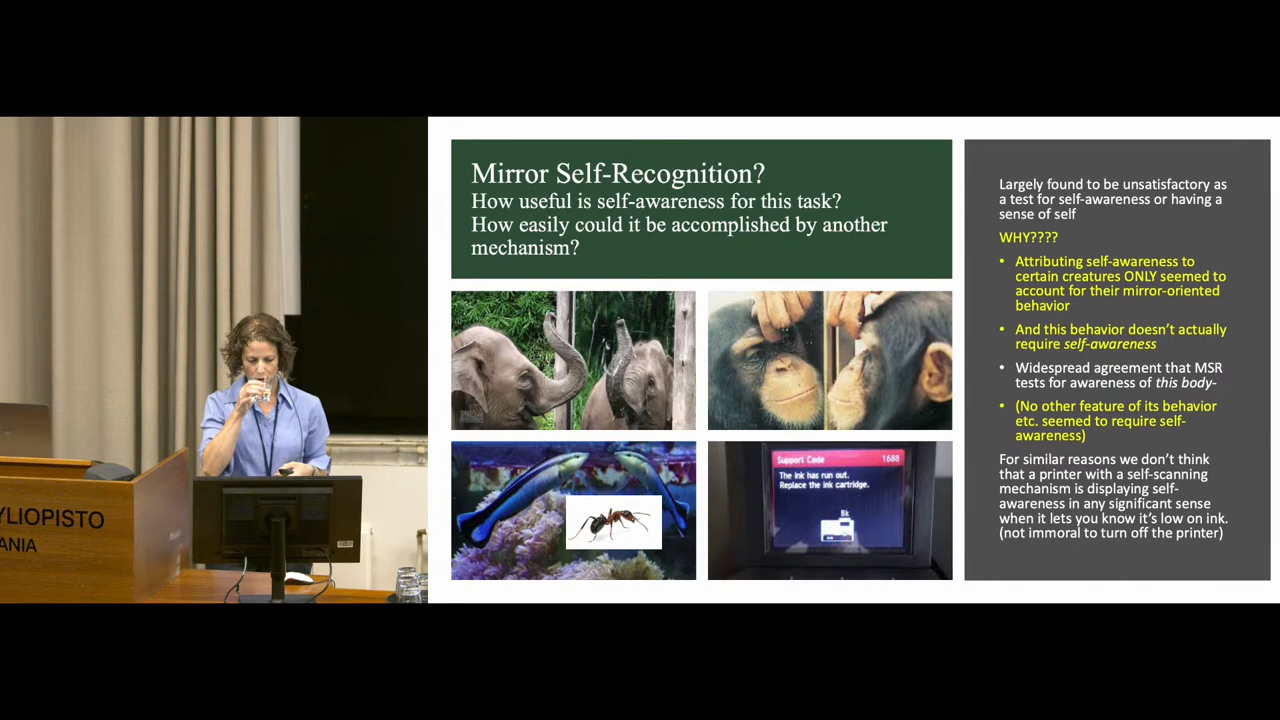 Mirror Self-Recognition?
How useful is self-awareness for this task?
How easily could it be accomplished by another
mechanism?
Support Code 1688
The ink has run out.
Replace the ink cartridge.
Bk
Largely found to be unsatisfactory as
a test for self-awareness or having a
sense of self
WHY????
• Attributing self-awareness to
certain creatures ONLY seemed to
account for their mirror-oriented
behavior
• And this behavior doesn't actually
require self-awareness
• Widespread agreement that MSR
tests for awareness of this body-
• (No other feature of its behavior
etc. seemed to require self-
awareness)
For similar reasons we don't think
that a printer with a self-scanning
mechanism is displaying self-
awareness in any significant sense
when it lets you know it's low on ink.
(not immoral to turn off the printer)
YLIOPISTO
ANIA